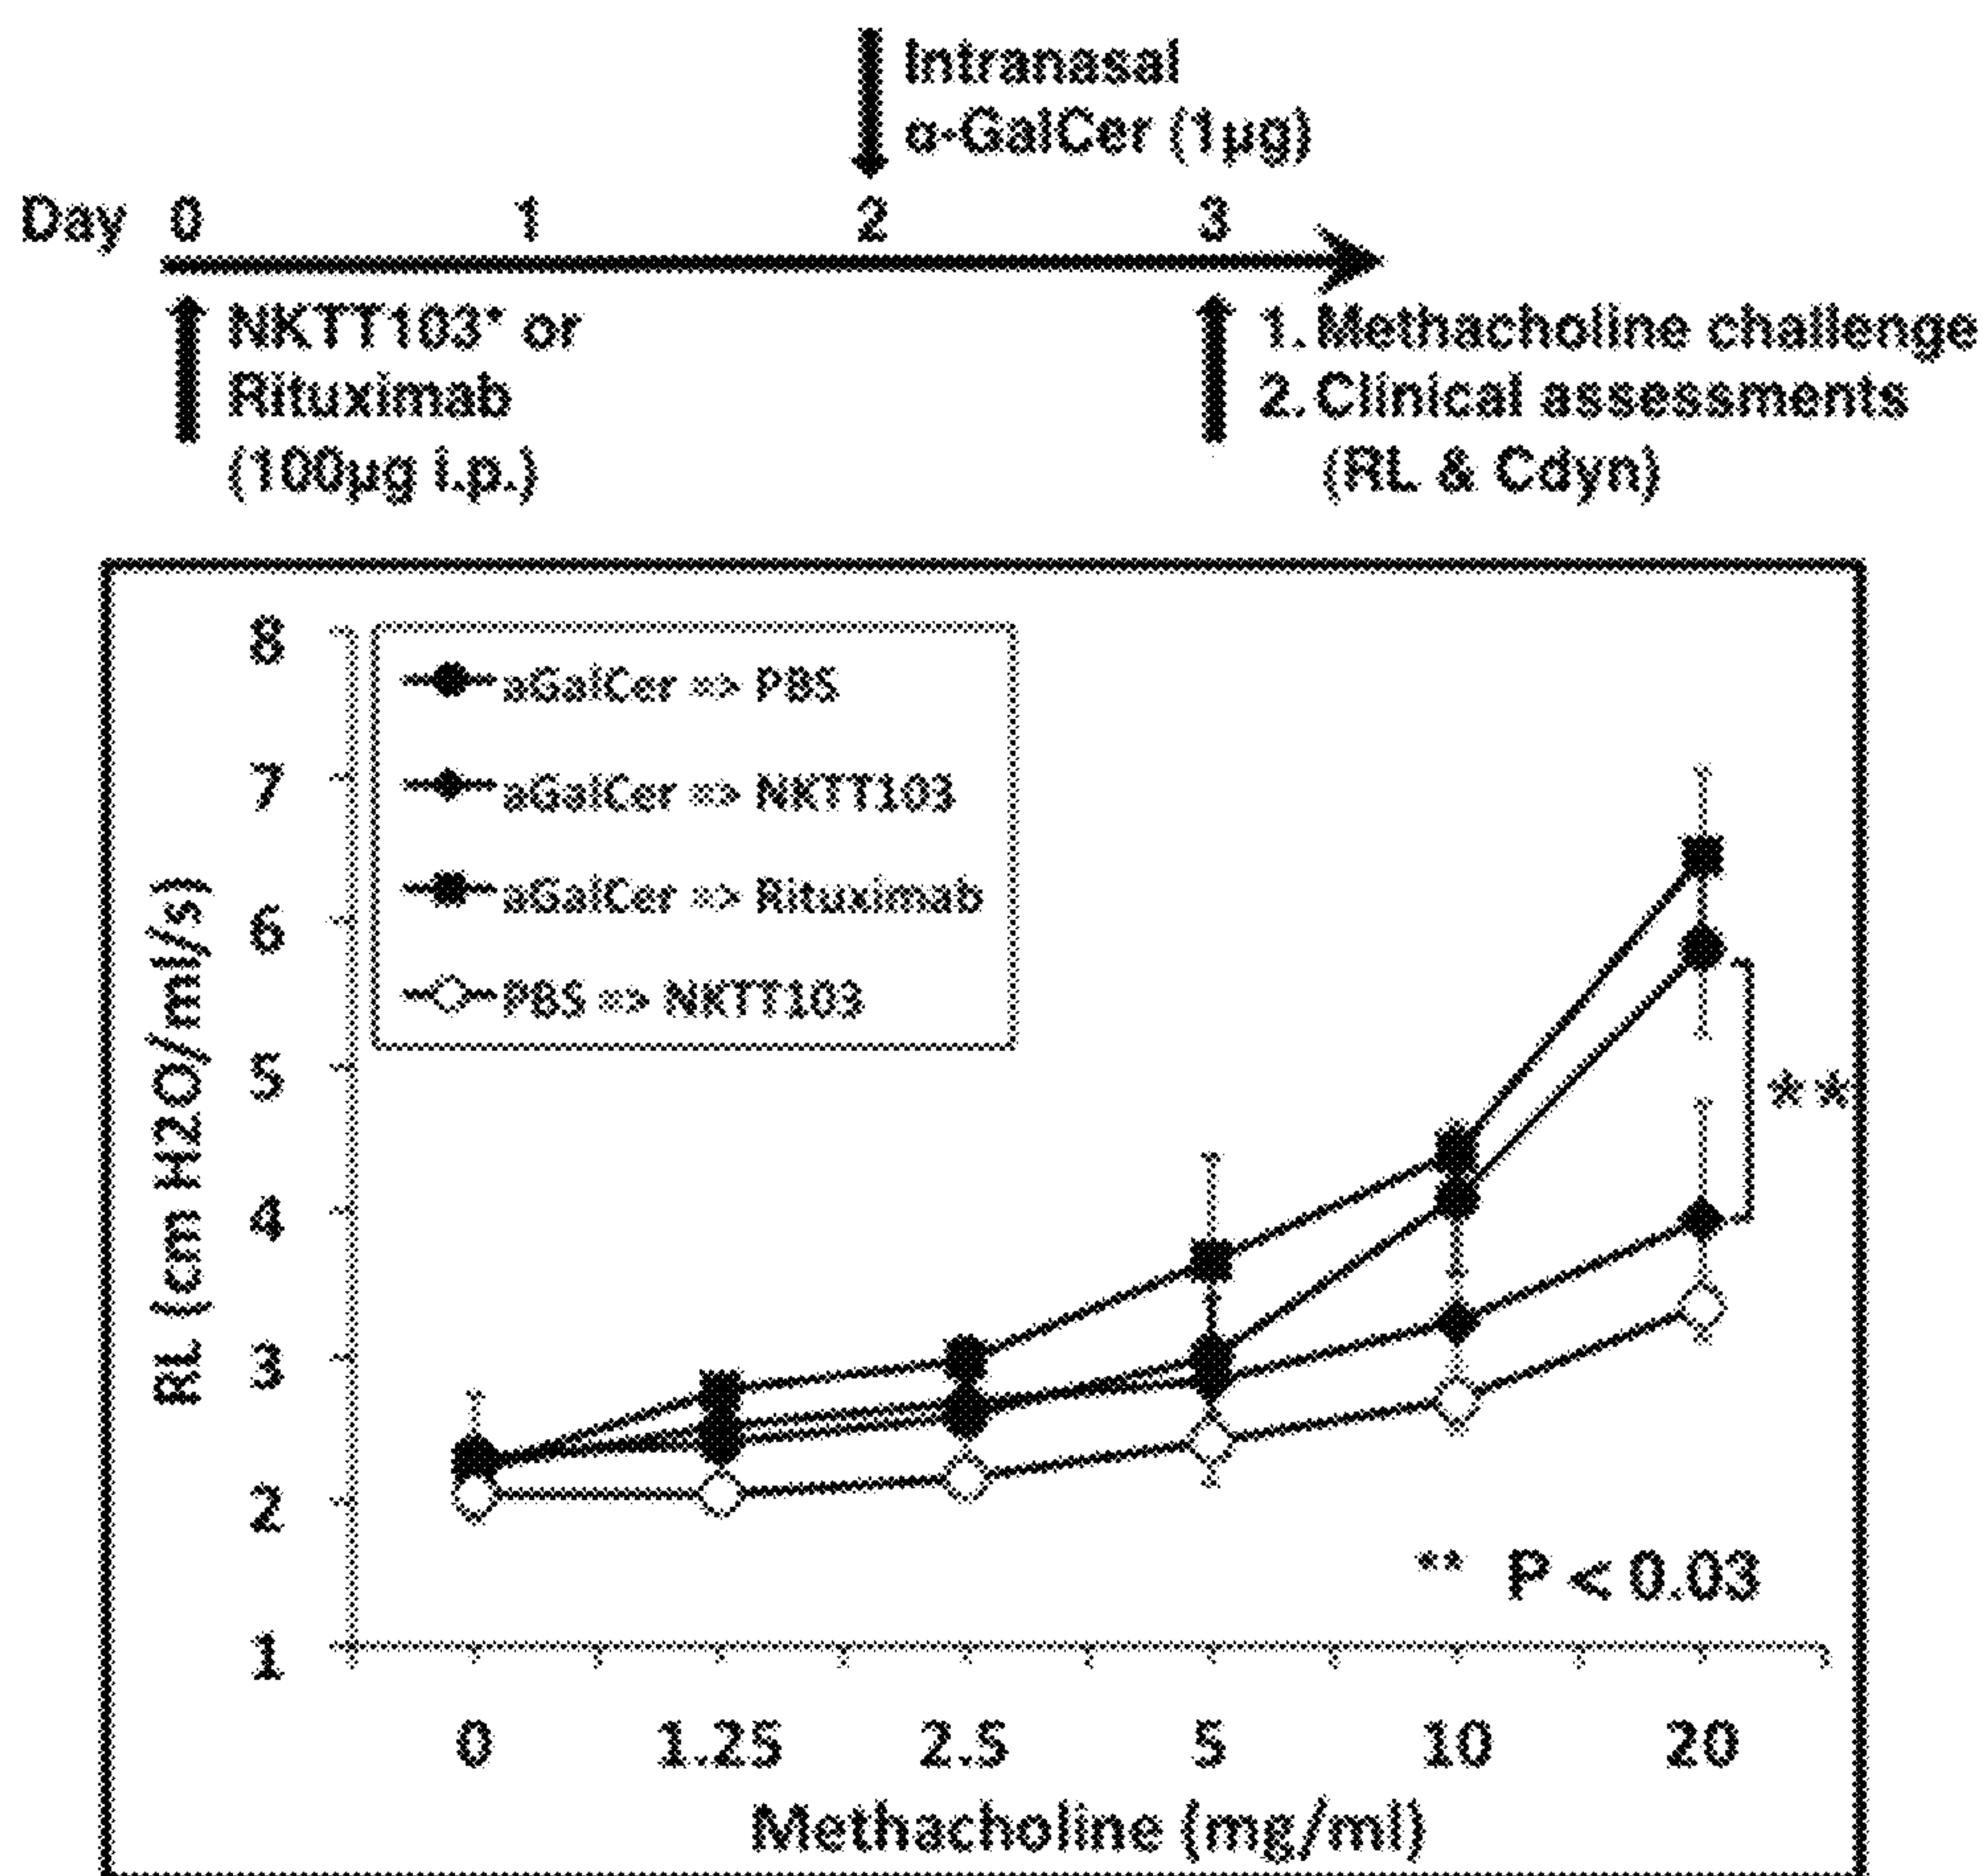 Intranasal
α-GalCer (1µg)
Day 0 1 2 3
NKTT103* or
Rituximab
(100µg i.p.)
1. Methacholine challenge
2. Clinical assessments
(RL & Cdyn)
8
7
6
5
4
3
2
1
RL (cm H2O/ml/s)
aGalCer => PBS
aGalCer => NKTT103
aGalCer => Rituximab
PBS => NKTT103
**
** P < 0.03
0 1.25 2.5 5 10 20
Methacholine (mg/ml)